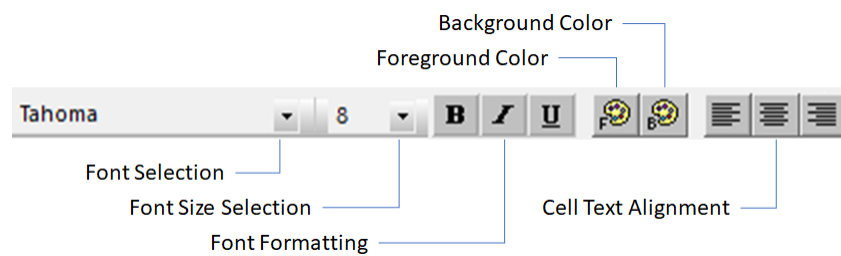 Background Color
Foreground Color
Tahoma 8 B I U F B
Font Selection
Font Size Selection
Cell Text Alignment
Font Formatting